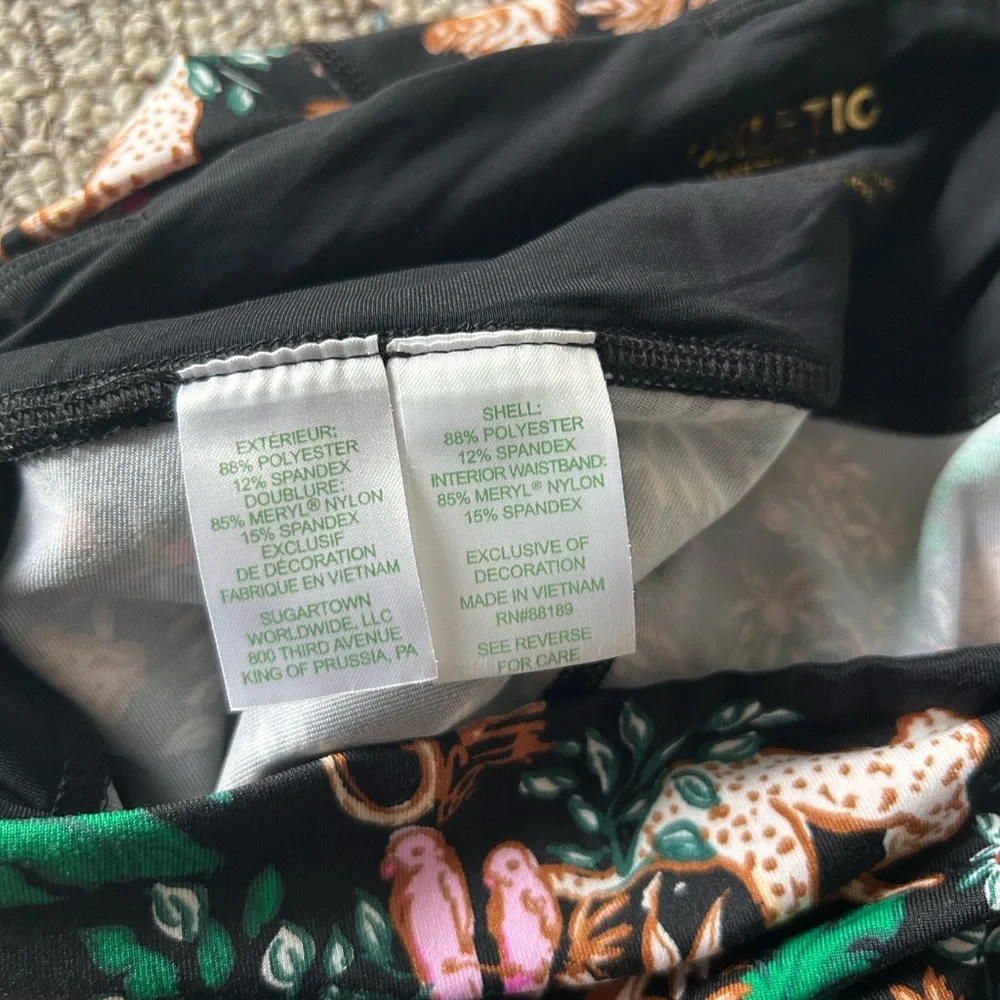 EXTÉRIEUR:
88% POLYESTER
12% SPANDEX
DOUBLURE:
85% MERYL® NYLON
15% SPANDEX
EXCLUSIF
DE DÉCORATION
FABRIQUE EN VIETNAM
SUGARTOWN
WORLDWIDE, LLC
800 THIRD AVENUE
KING OF PRUSSIA, PA
SHELL:
88% POLYESTER
12% SPANDEX
INTERIOR WAISTBAND:
85% MERYL® NYLON
15% SPANDEX
EXCLUSIVE OF
DECORATION
MADE IN VIETNAM
RN#88189
SEE REVERSE
FOR CARE